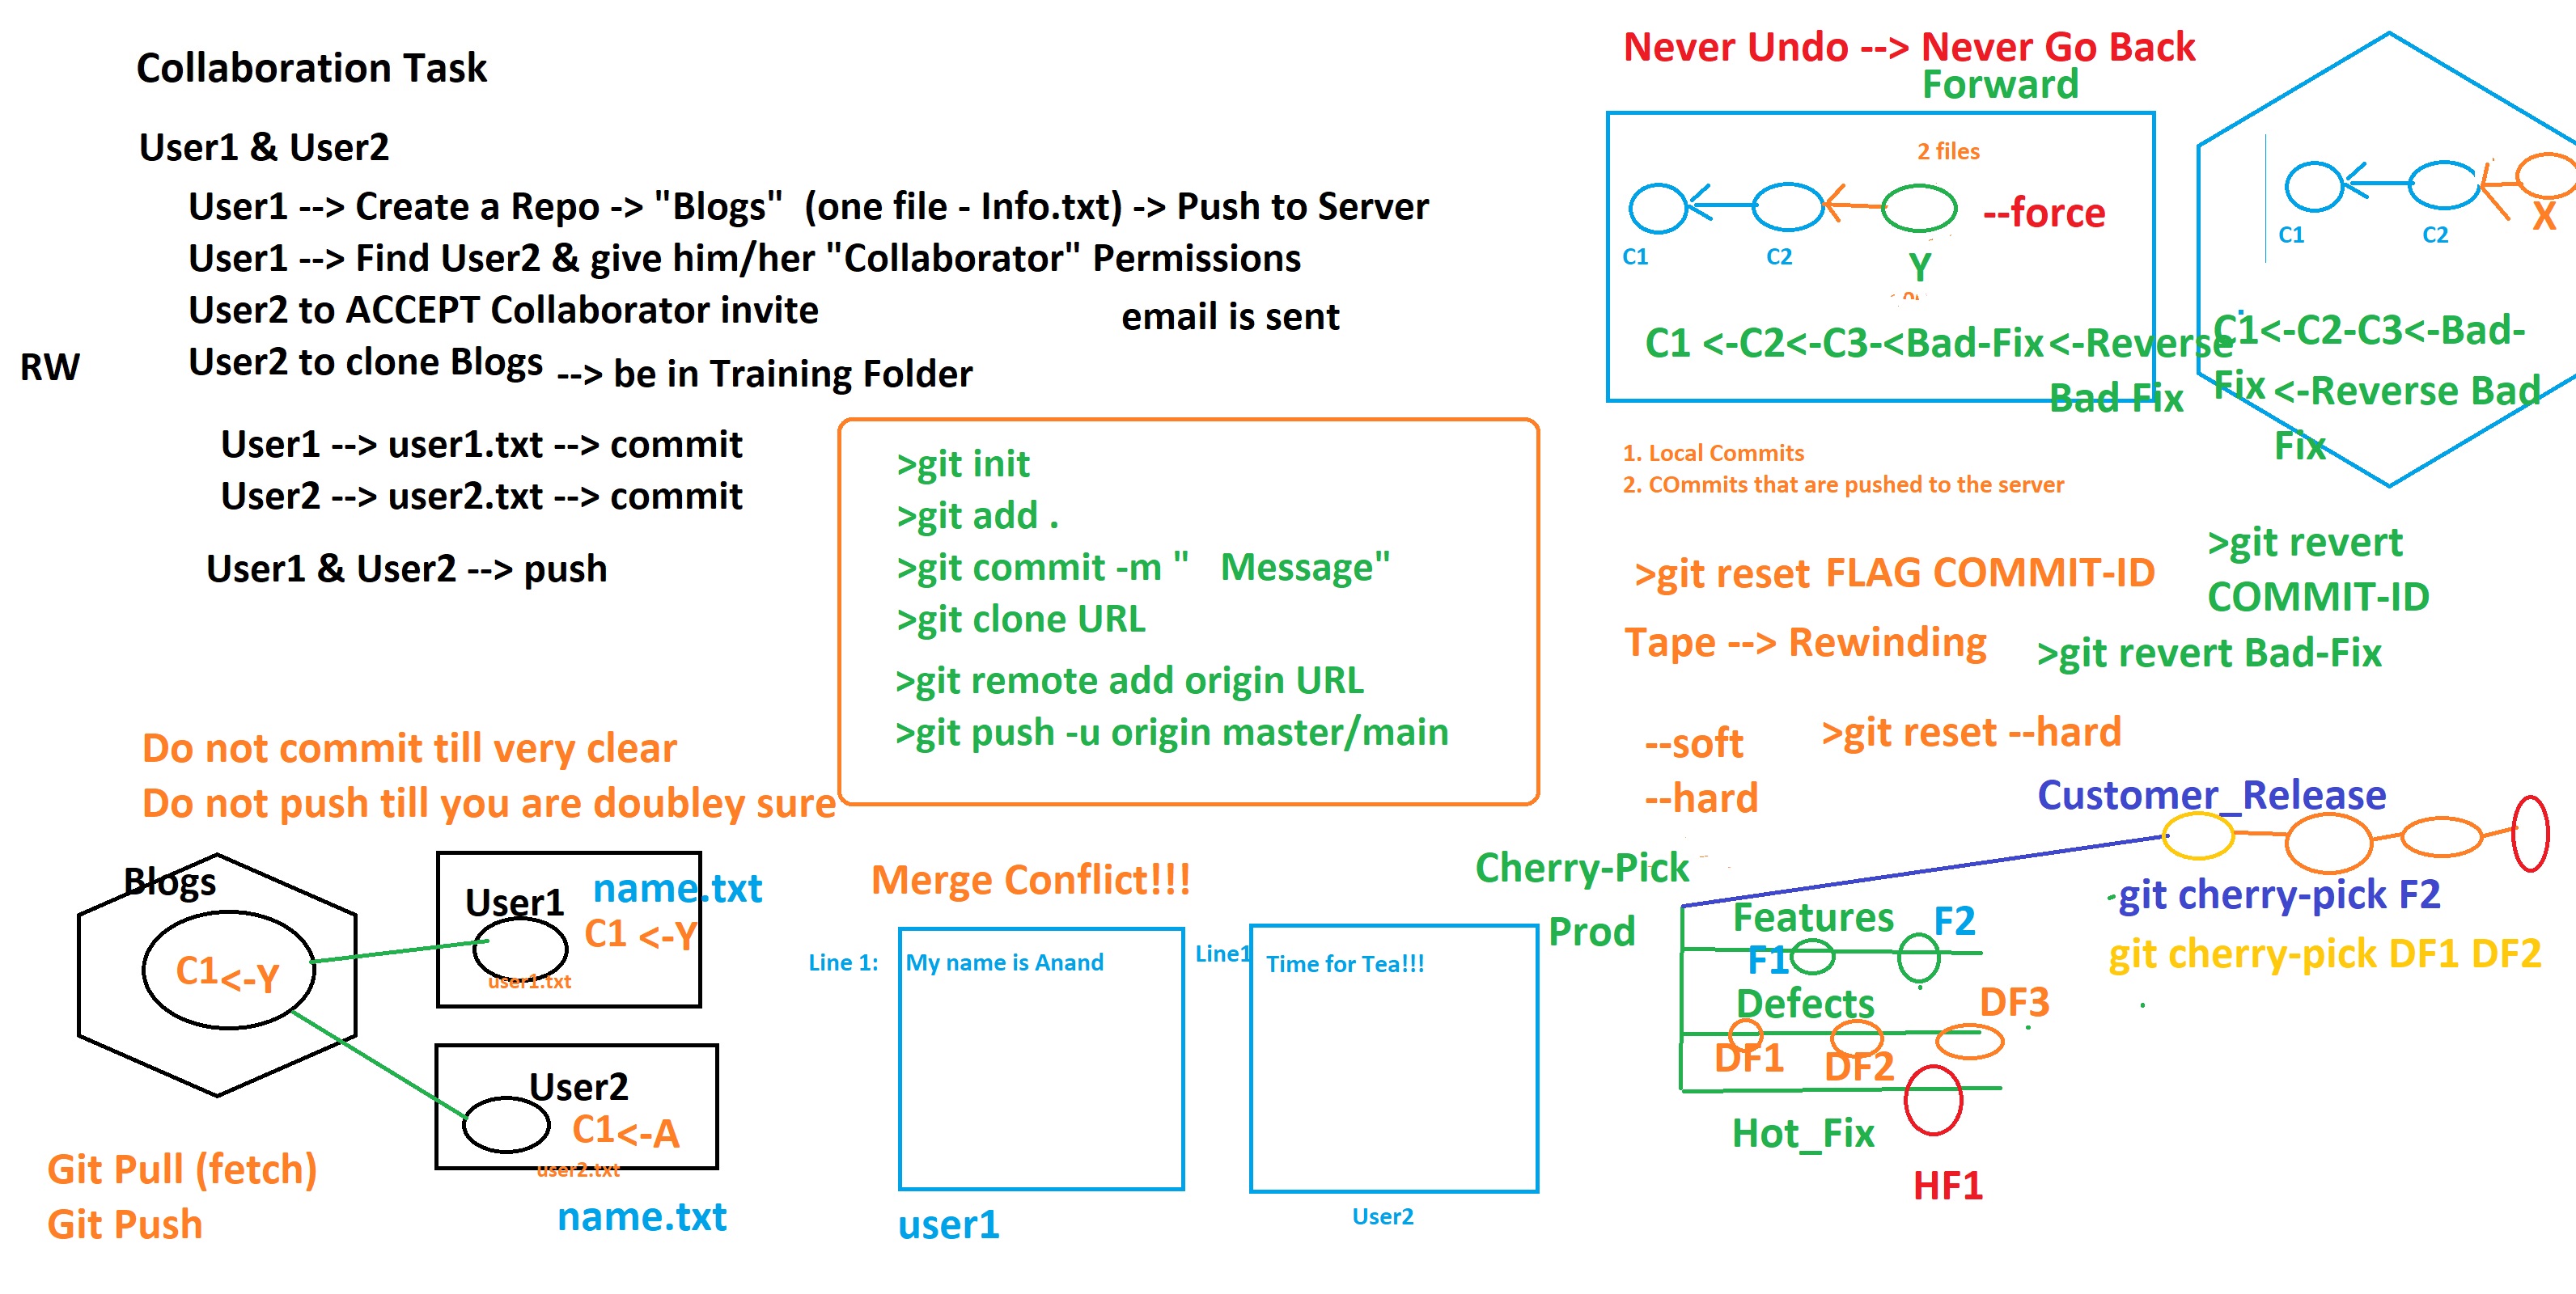 Collaboration Task
User1 & User2
User1 --> Create a Repo -> "Blogs"  (one file - Info.txt) -> Push to Server
User1 --> Find User2 & give him/her "Collaborator" Permissions
User2 to ACCEPT Collaborator invite
email is sent
RW
User2 to clone Blogs --> be in Training Folder
User1 --> user1.txt --> commit
User2 --> user2.txt --> commit
User1 & User2 --> push
>git init
>git add .
>git commit -m "   Message"
>git clone URL
>git remote add origin URL
>git push -u origin master/main
Do not commit till very clear
Do not push till you are doubley sure
Blogs
C1<-Y
User1
name.txt
C1 <-Y
user1.txt
User2
C1<-A
user2.txt
name.txt
Git Pull (fetch)
Git Push
Merge Conflict!!!
Line 1:
My name is Anand
user1
Line1
Time for Tea!!!
User2
Never Undo --> Never Go Back
Forward
2 files
--force
C1
C2
Y
C1 <-C2<-C3-<Bad-Fix<-Reverse
Bad Fix
C1
C2
X
C1<-C2-C3<-Bad-
Fix <-Reverse Bad
Fix
1. Local Commits
2. COmmits that are pushed to the server
>git reset FLAG COMMIT-ID
>git revert
COMMIT-ID
Tape --> Rewinding
>git revert Bad-Fix
--soft
--hard
>git reset --hard
Customer_Release
Cherry-Pick
Prod
Features
F1
F2
Defects
DF1
DF2
DF3
Hot_Fix
HF1
git cherry-pick F2
git cherry-pick DF1 DF2